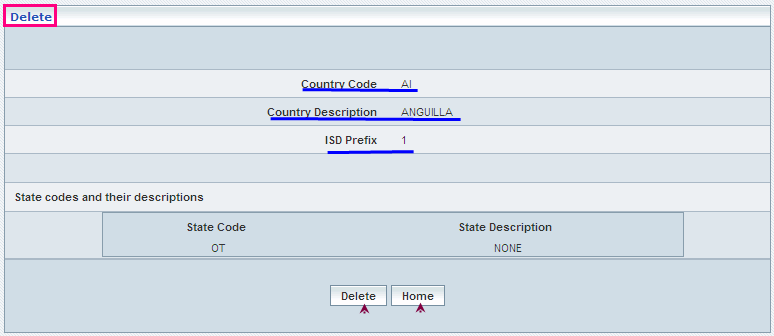 Delete
Country Code AI
Country Description ANGUILLA
ISD Prefix 1
State codes and their descriptions
State Code State Description
OT NONE
Delete Home